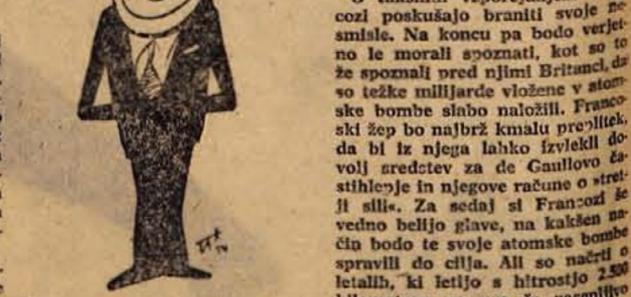 cozi poskušajo braniti svoje ne-
smisle. Na koncu pa bodo verjet-
no le morali spoznati, kot so to
že spoznali pred njimi Britanci, da
so težke milijarde vložene v atom-
ske bombe slabo naložili. Franco-
ski žep bo najbrž kmalu preplitek,
da bi iz njega lahko izvlekli do-
volj sredstev za de Gaullovo ča-
stihlepje in njegove račune o »tret-
ji sili«. Za sedaj si Francozi še
vedno belijo glave, na kakšen na-
čin bodo te svoje atomske bombe
spravili do cilja. Ali so načrti o
letalih, ki letijo s hitrostjo 2.500